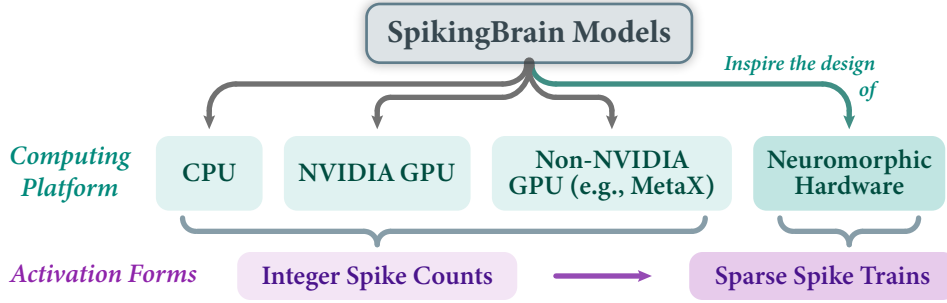 SpikingBrain Models
Inspire the design
of
Computing
Platform
CPU
NVIDIA GPU
Non-NVIDIA
GPU (e.g., MetaX)
Neuromorphic
Hardware
Activation Forms
Integer Spike Counts
Sparse Spike Trains